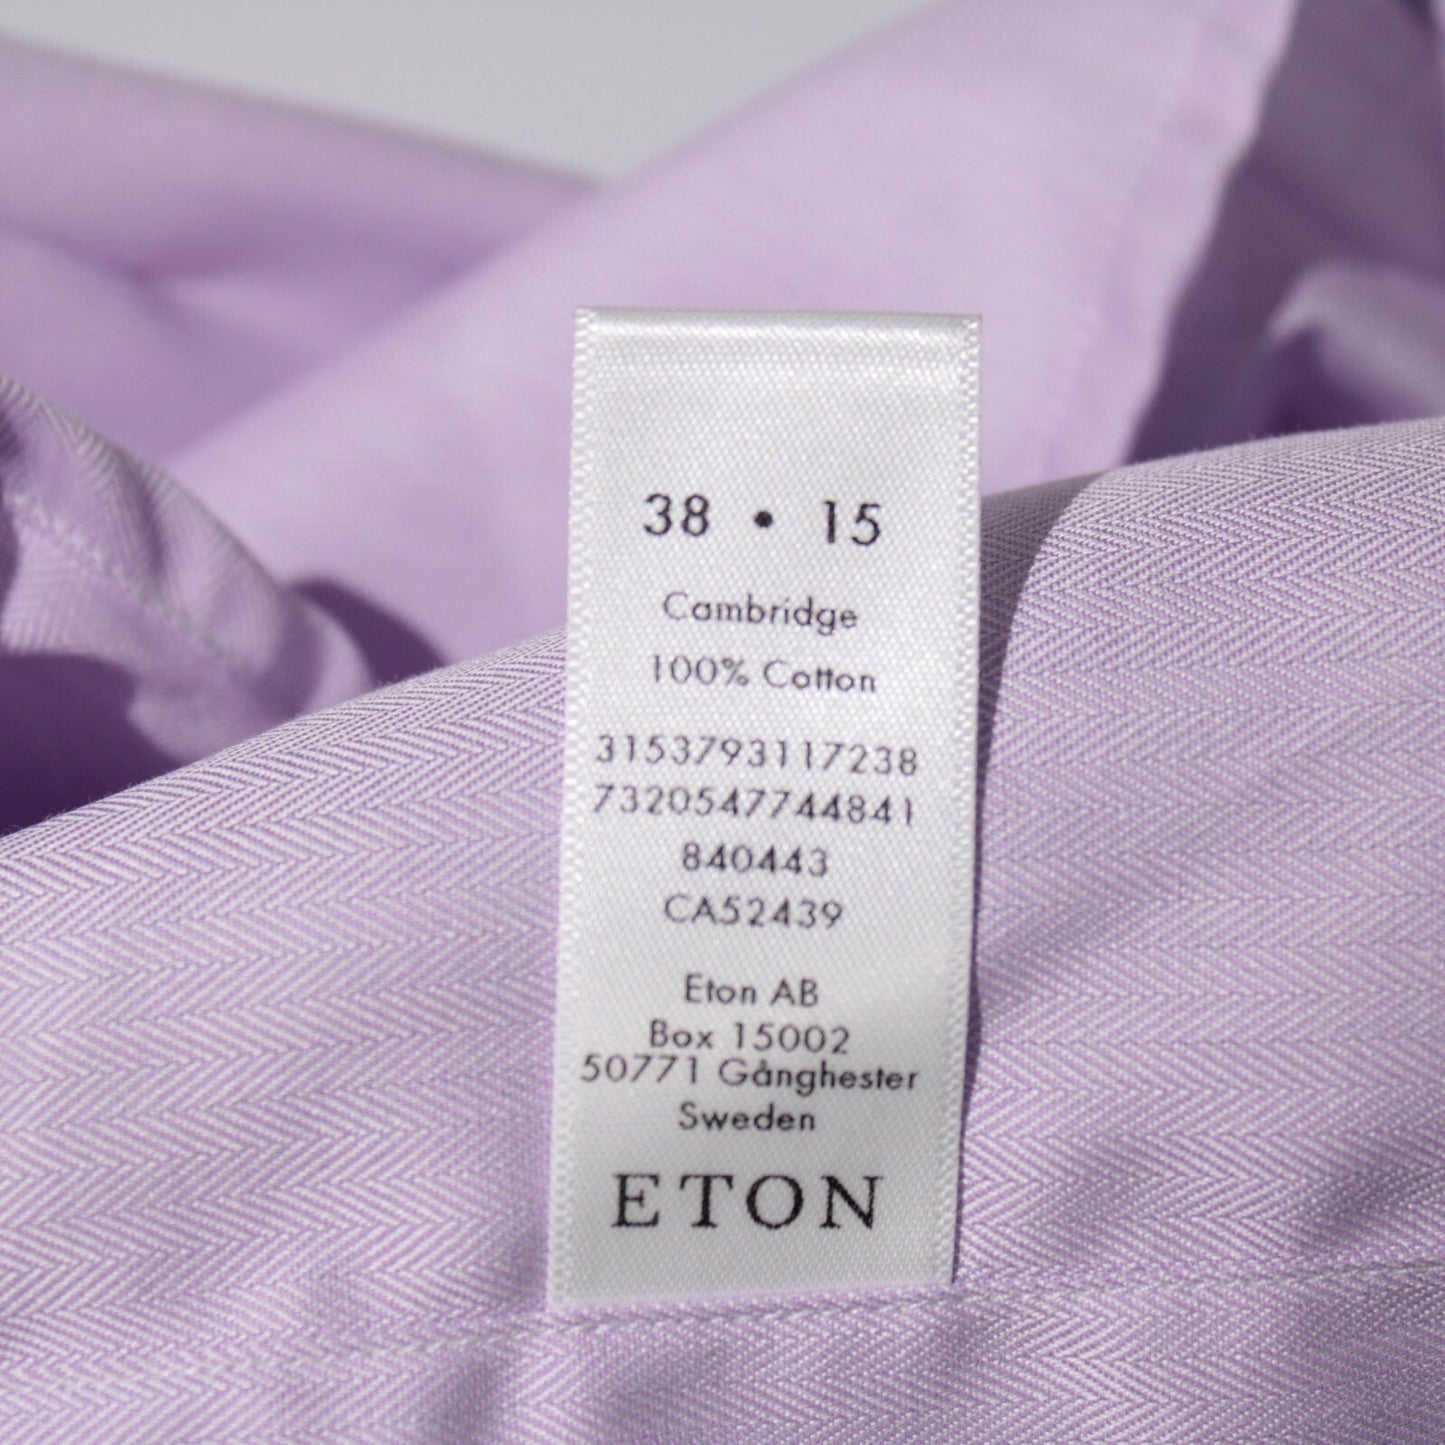 38 • 15
Cambridge
100% Cotton
3153793117238
7320547744841
840443
CA52439
Eton AB
Box 15002
50771 Gånghester
Sweden
ETON